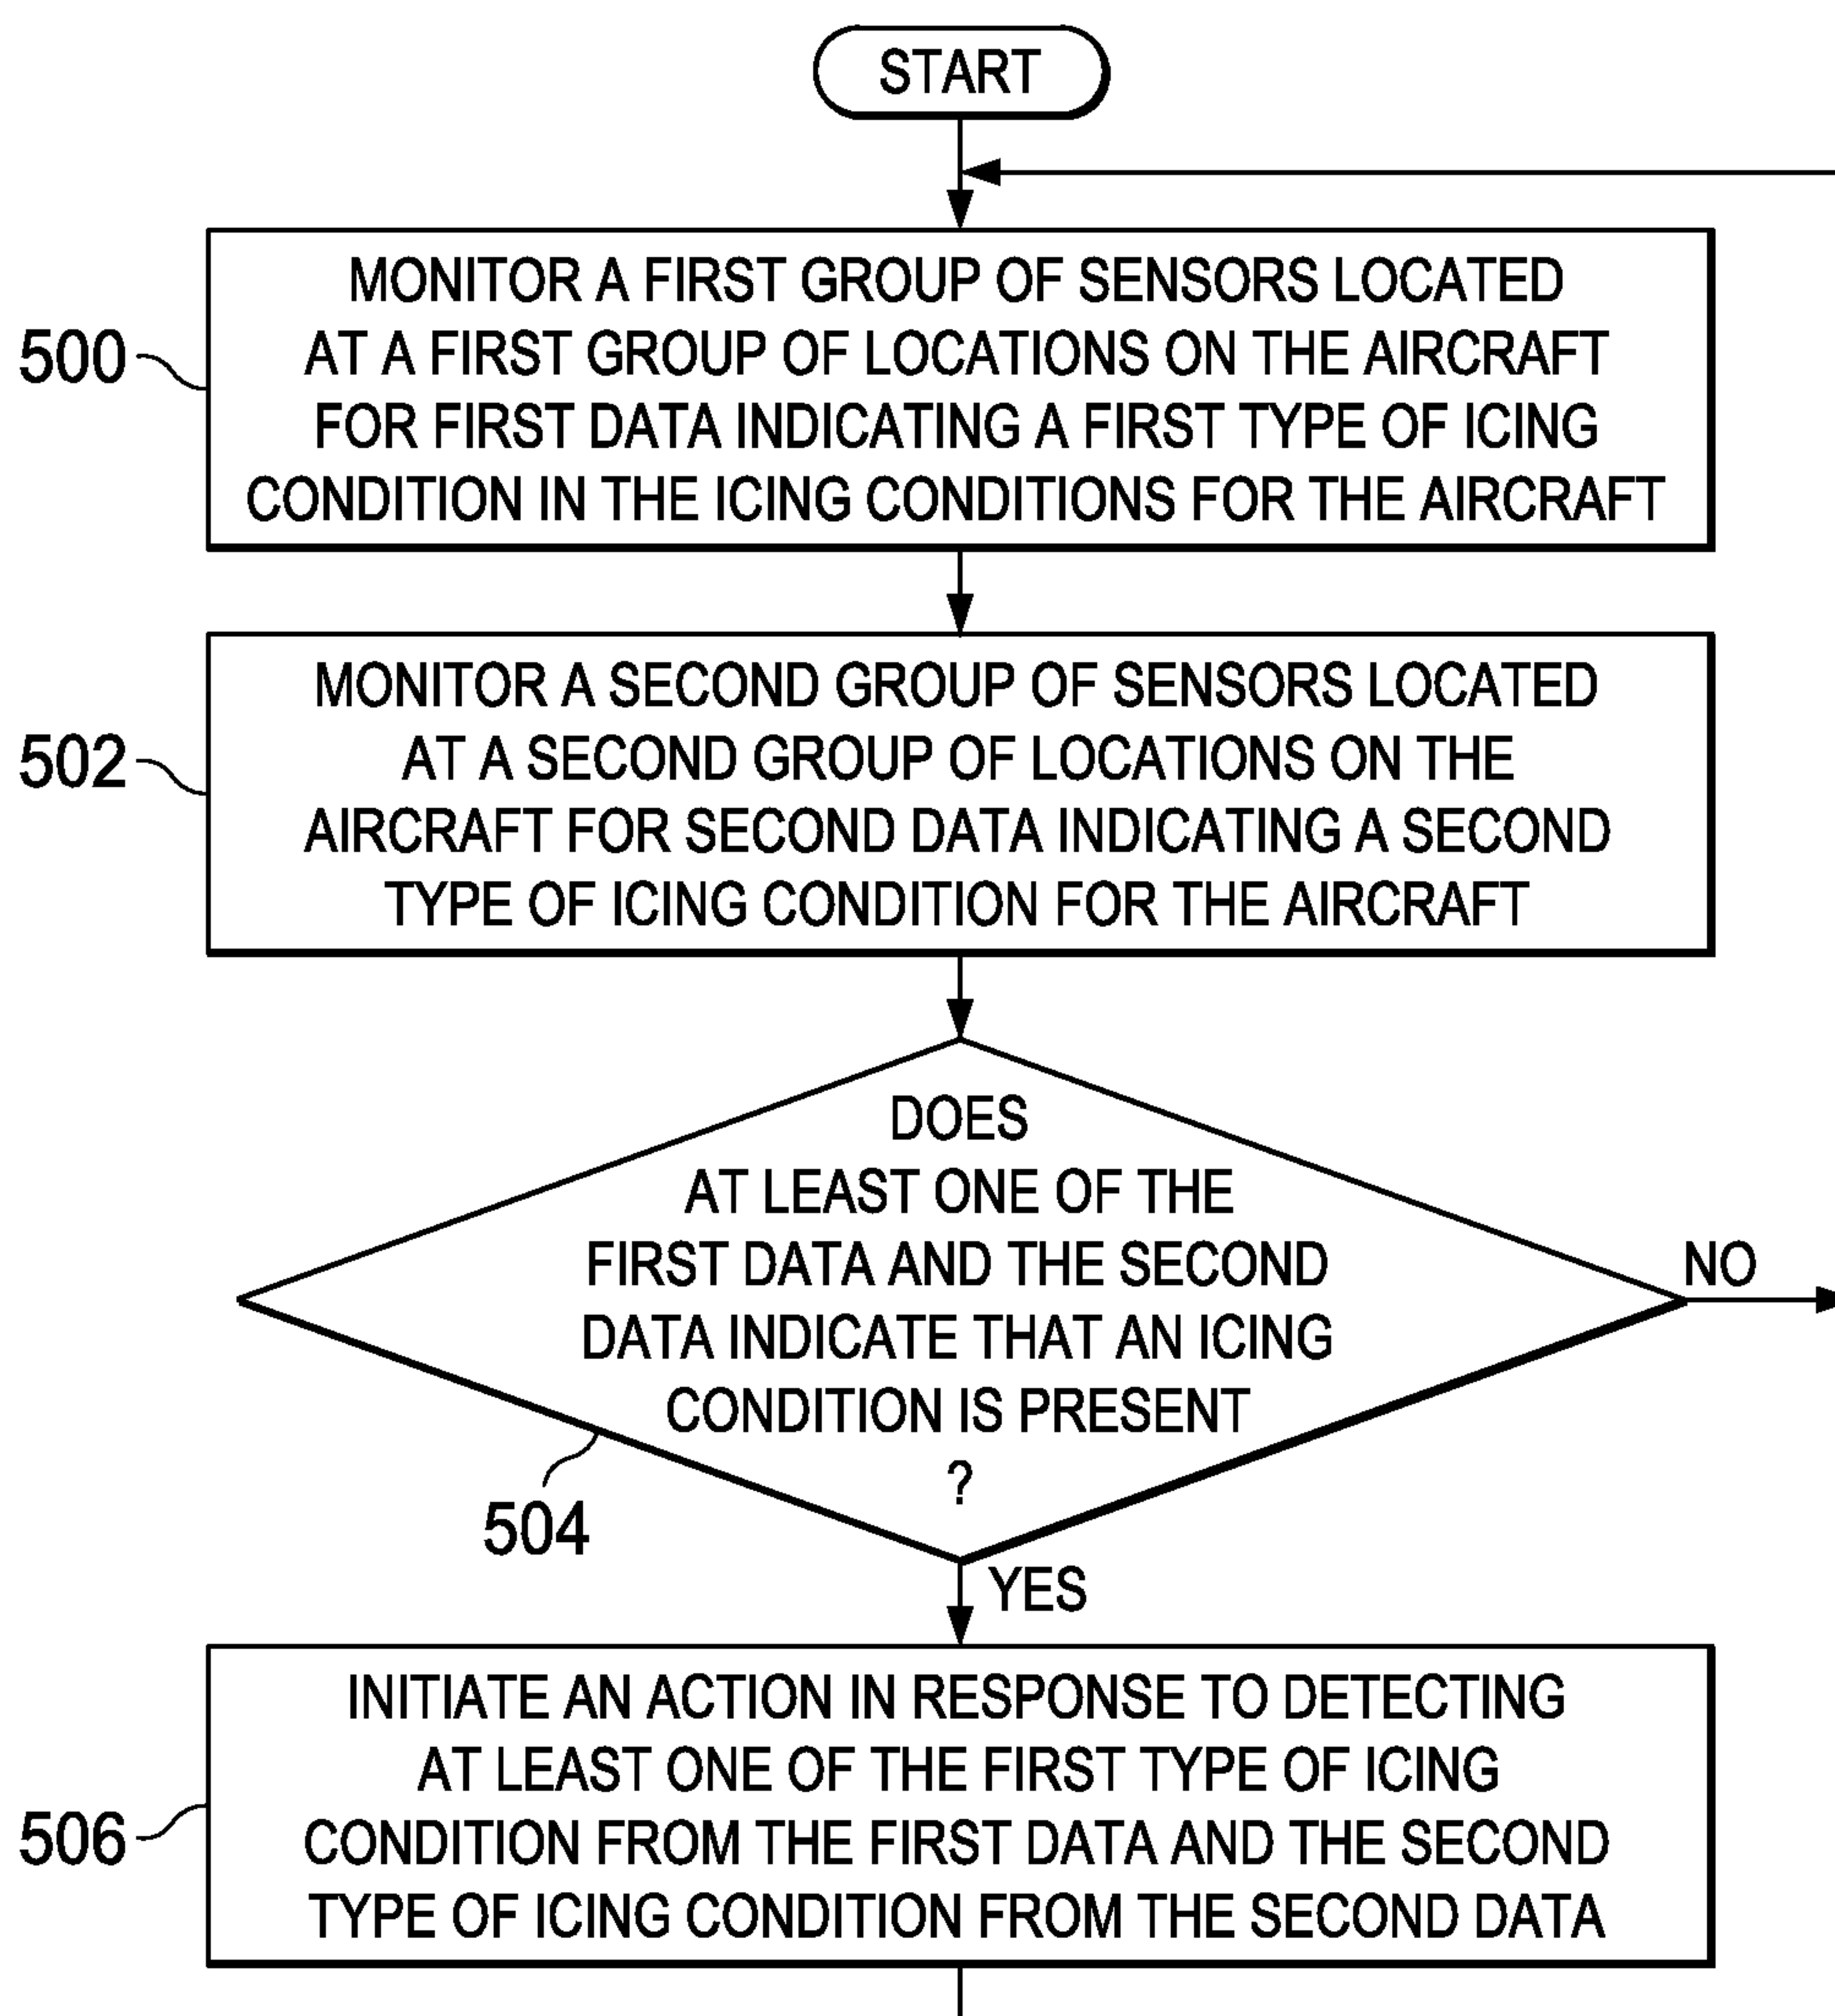 START
500
MONITOR A FIRST GROUP OF SENSORS LOCATED
AT A FIRST GROUP OF LOCATIONS ON THE AIRCRAFT
FOR FIRST DATA INDICATING A FIRST TYPE OF ICING
CONDITION IN THE ICING CONDITIONS FOR THE AIRCRAFT
502
MONITOR A SECOND GROUP OF SENSORS LOCATED
AT A SECOND GROUP OF LOCATIONS ON THE
AIRCRAFT FOR SECOND DATA INDICATING A SECOND
TYPE OF ICING CONDITION FOR THE AIRCRAFT
DOES
AT LEAST ONE OF THE
FIRST DATA AND THE SECOND
DATA INDICATE THAT AN ICING
CONDITION IS PRESENT
?
NO
504
YES
506
INITIATE AN ACTION IN RESPONSE TO DETECTING
AT LEAST ONE OF THE FIRST TYPE OF ICING
CONDITION FROM THE FIRST DATA AND THE SECOND
TYPE OF ICING CONDITION FROM THE SECOND DATA